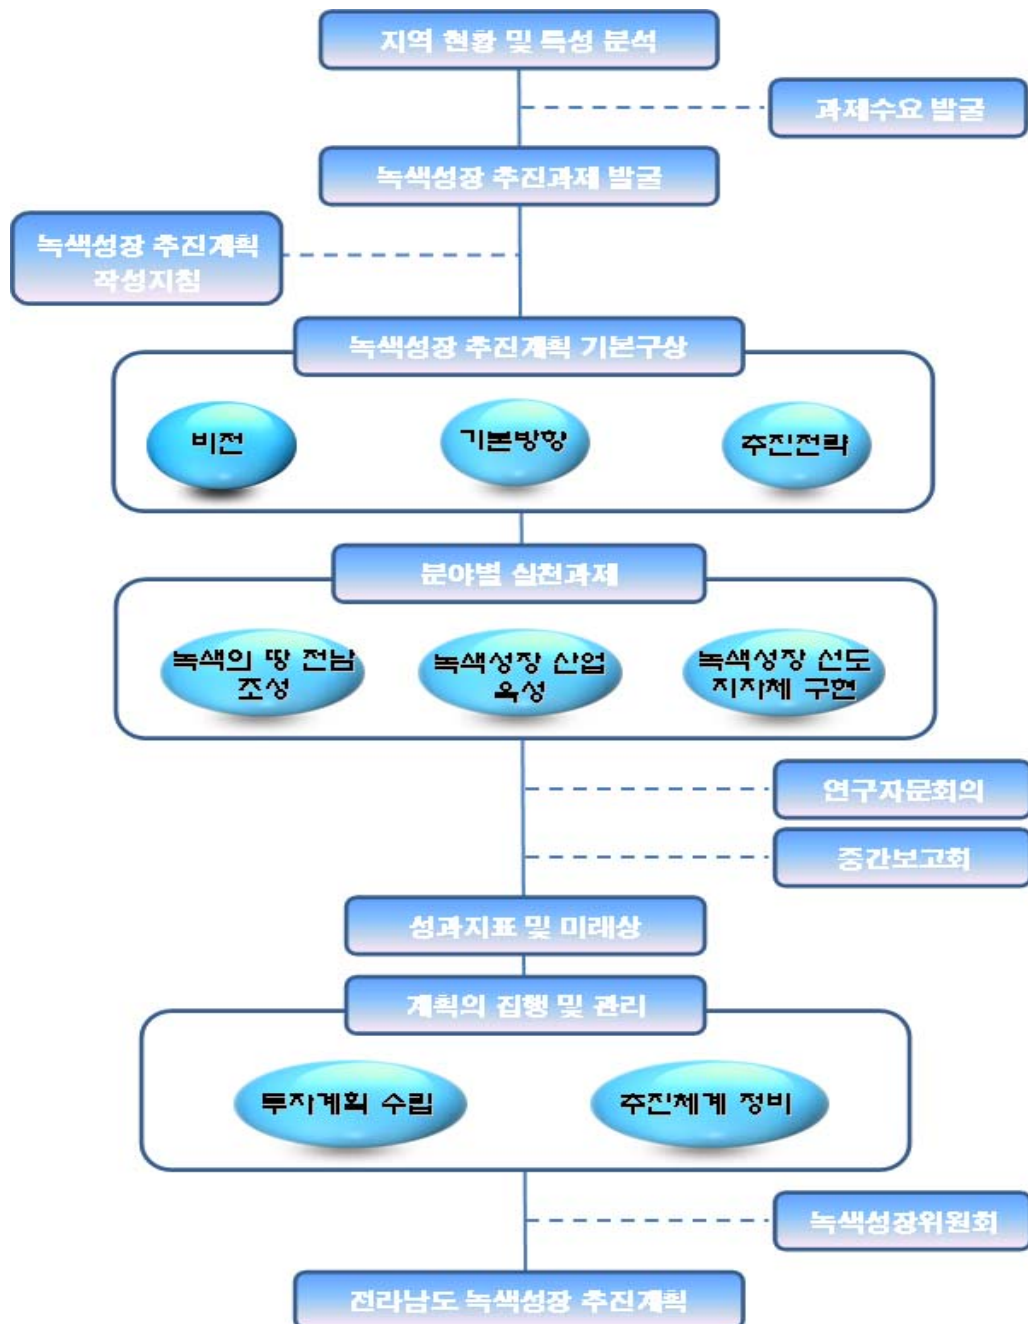 지역 현황 및 특성 분석
과제수요 발굴
녹색성장 추진과제 발굴
녹색성장 추진계획
작성지침
녹색성장 추진계획 기본구상
비전
기본방향
추진전략
분야별 실천과제
녹색의 땅 전남
조성
녹색성장 산업
육성
녹색성장 선도
지자체 구현
연구자문회의
중간보고회
성과지표 및 미래상
계획의 집행 및 관리
투자계획 수립
추진체계 정비
녹색성장위원회
전라남도 녹색성장 추진계획